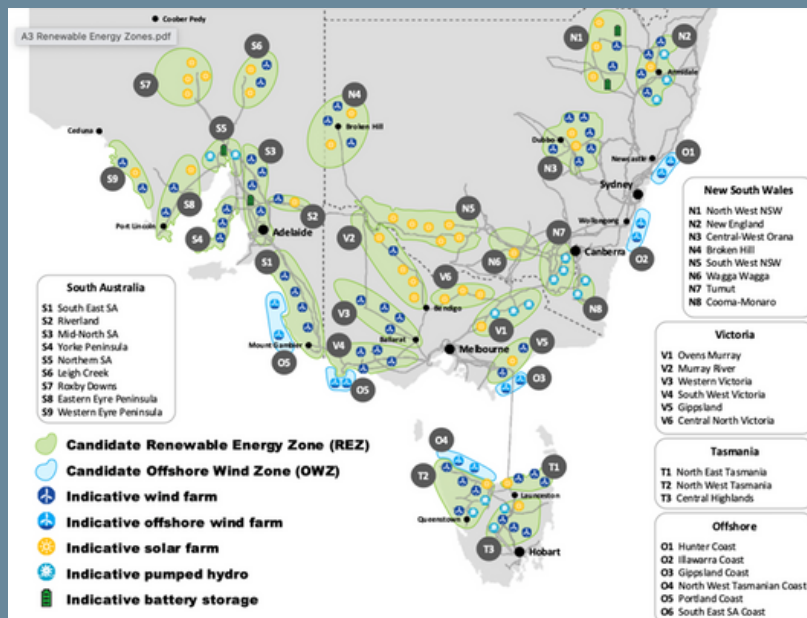 Coober Pedy
A3 Renewable Energy Zones.pdf
S6
N1
N2
S7
Armidale
N4
Broken Hill
S5
Ceduna
S3
Dubbo
N3
Newcastle
O1
S9
S8
Sydney
Port Lincoln
S2
Wollongong
S4
Adelaide
V2
N5
N7
Canberra
O2
N6
S1
V6
N8
V3
Bendigo
V1
Mount Gambier
V4
Ballarat
Melbourne
V5
O5
O5
O3
O4
T2
T1
Launceston
Queenstown
T3
Hobart
South Australia
S1 South East SA
S2 Riverland
S3 Mid-North SA
S4 Yorke Peninsula
S5 Northern SA
S6 Leigh Creek
S7 Roxby Downs
S8 Eastern Eyre Peninsula
S9 Western Eyre Peninsula
Candidate Renewable Energy Zone (REZ)
Candidate Offshore Wind Zone (OWZ)
Indicative wind farm
Indicative offshore wind farm
Indicative solar farm
Indicative pumped hydro
Indicative battery storage
New South Wales
N1 North West NSW
N2 New England
N3 Central-West Orana
N4 Broken Hill
N5 South West NSW
N6 Wagga Wagga
N7 Tumut
N8 Cooma-Monaro
Victoria
V1 Ovens Murray
V2 Murray River
V3 Western Victoria
V4 South West Victoria
V5 Gippsland
V6 Central North Victoria
Tasmania
T1 North East Tasmania
T2 North West Tasmania
T3 Central Highlands
Offshore
O1 Hunter Coast
O2 Illawarra Coast
O3 Gippsland Coast
O4 North West Tasmanian Coast
O5 Portland Coast
O6 South East SA Coast